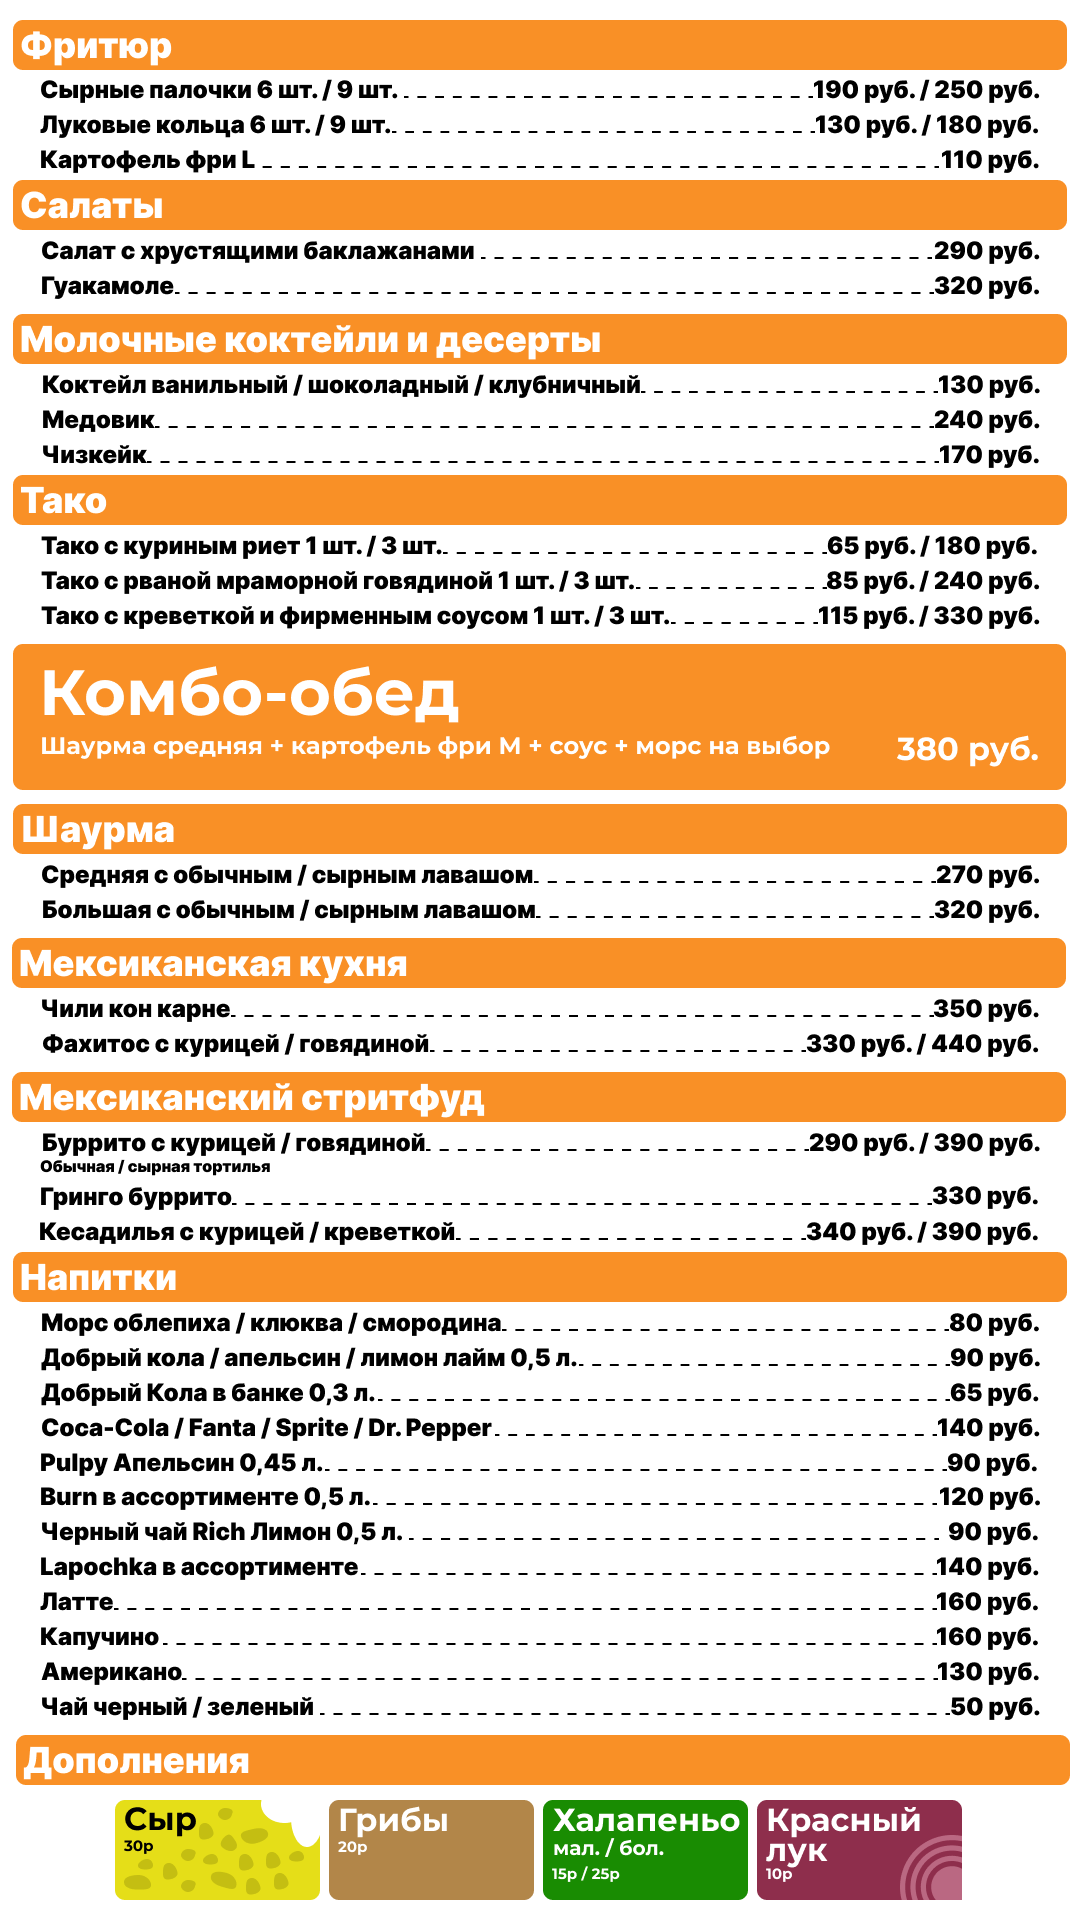 Фритюр
Сырные палочки 6 шт. / 9 шт. 190 руб. / 250 руб.
Луковые кольца 6 шт. / 9 шт. 130 руб. / 180 руб.
Картофель фри L 110 руб.
Салаты
Салат с хрустящими баклажанами 290 руб.
Гуакамоле 320 руб.
Молочные коктейли и десерты
Коктейл ванильный / шоколадный / клубничный 130 руб.
Медовик 240 руб.
Чизкейк 170 руб.
Тако
Тако с куриным риет 1 шт. / 3 шт. 65 руб. / 180 руб.
Тако с рваной мраморной говядиной 1 шт. / 3 шт. 85 руб. / 240 руб.
Тако с креветкой и фирменным соусом 1 шт. / 3 шт. 115 руб. / 330 руб.
Комбо-обед
Шаурма средняя + картофель фри М + соус + морс на выбор 380 руб.
Шаурма
Средняя с обычным / сырным лавашом 270 руб.
Большая с обычным / сырным лавашом 320 руб.
Мексиканская кухня
Чили кон карне 350 руб.
Фахитос с курицей / говядиной 330 руб. / 440 руб.
Мексиканский стритфуд
Буррито с курицей / говядиной 290 руб. / 390 руб.
Обычная / сырная тортилья
Гринго буррито 330 руб.
Кесадилья с курицей / креветкой 340 руб. / 390 руб.
Напитки
Морс облепиха / клюква / смородина 80 руб.
Добрый кола / апельсин / лимон лайм 0,5 л. 90 руб.
Добрый Кола в банке 0,3 л. 65 руб.
Coca-Cola / Fanta / Sprite / Dr. Pepper 140 руб.
Pulpy Апельсин 0,45 л. 90 руб.
Burn в ассортименте 0,5 л. 120 руб.
Черный чай Rich Лимон 0,5 л. 90 руб.
Lapochka в ассортименте 140 руб.
Латте 160 руб.
Капучино 160 руб.
Американо 130 руб.
Чай черный / зеленый 50 руб.
Дополнения
Сыр
30р
Грибы
20р
Халапеньо
мал. / бол.
15р / 25р
Красный
лук
10р